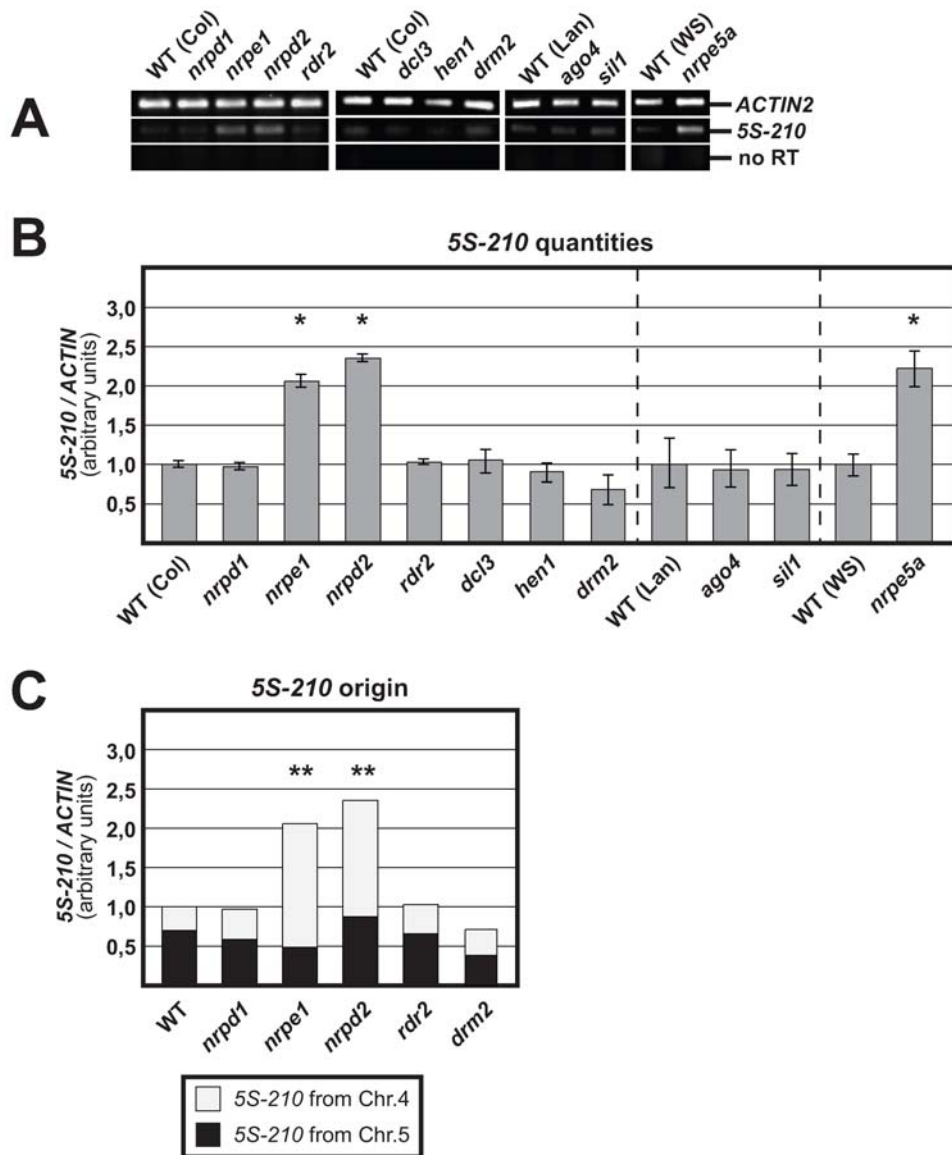 A
WT (Col) nrpd1 nrpe1 nrpd2 rdr2 WT (Col) dcl3 hen1 drm2 WT (Lan) ago4 sil1 WT (WS) nrpe5a
ACTIN2
5S-210
no RT
B
5S-210 quantities
5S-210 / ACTIN
(arbitrary units)
3,0
2,5
2,0
1,5
1,0
0,5
* * *
WT (Col) nrpd1 nrpe1 nrpd2 rdr2 dcl3 hen1 drm2 WT (Lan) ago4 sil1 WT (WS) nrpe5a
C
5S-210 origin
5S-210 / ACTIN
(arbitrary units)
3,0
2,5
2,0
1,5
1,0
0,5
** **
WT nrpd1 nrpe1 nrpd2 rdr2 drm2
5S-210 from Chr.4
5S-210 from Chr.5